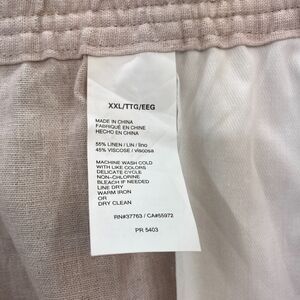 XXL/TTG/EEG
MADE IN CHINA
FABRIQUÉ EN CHINE
HECHO EN CHINA
55% LINEN / LIN / lino
45% VISCOSE / viscosa
MACHINE WASH COLD
WITH LIKE COLORS
DELICATE CYCLE
NON-CHLORINE
BLEACH IF NEEDED
LINE DRY
WARM IRON
OR
DRY CLEAN
RN#37763 / CA#55972
PR 5403